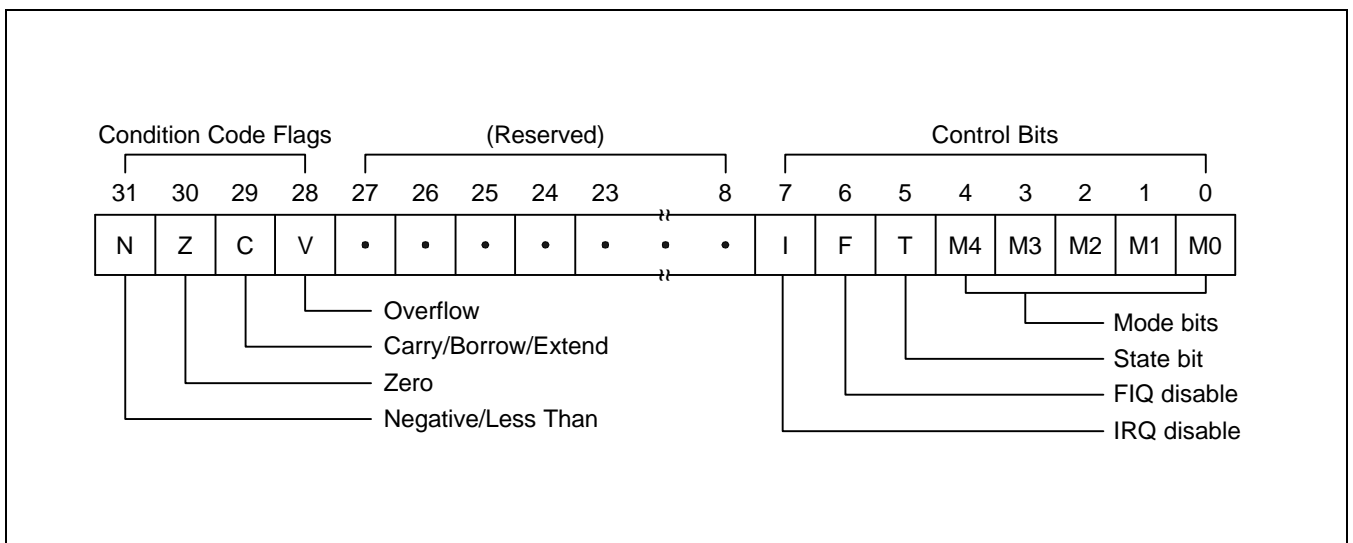 Condition Code Flags (Reserved) Control Bits
31 30 29 28 27 26 25 24 23 8 7 6 5 4 3 2 1 0
N Z C V • • • • • • • I F T M4 M3 M2 M1 M0
Overflow
Carry/Borrow/Extend
Zero
Negative/Less Than
Mode bits
State bit
FIQ disable
IRQ disable